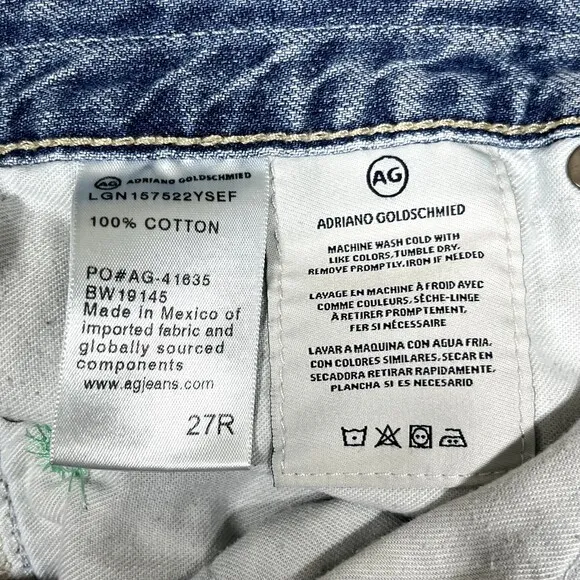 AG ADRIANO GOLDSCHMIED
LGN157522YSEF
100% COTTON
PO#AG-41635
BW19145
Made in Mexico of
imported fabric and
globally sourced
components
www.agjeans.com
27R
AG
ADRIANO GOLDSCHMIED
MACHINE WASH COLD WITH
LIKE COLORS, TUMBLE DRY.
REMOVE PROMPTLY. IRON IF NEEDED
LAVAGE EN MACHINE À FROID AVEC
COMME COULEURS, SÈCHE-LINGE
À RETIRER PROMPTEMENT,
FER SI NÉCESSAIRE
LAVAR A MAQUINA CON AGUA FRIA,
CON COLORES SIMILARES. SECAR EN
SECADORA RETIRAR RAPIDAMENTE,
PLANCHA SI ES NECESARIO